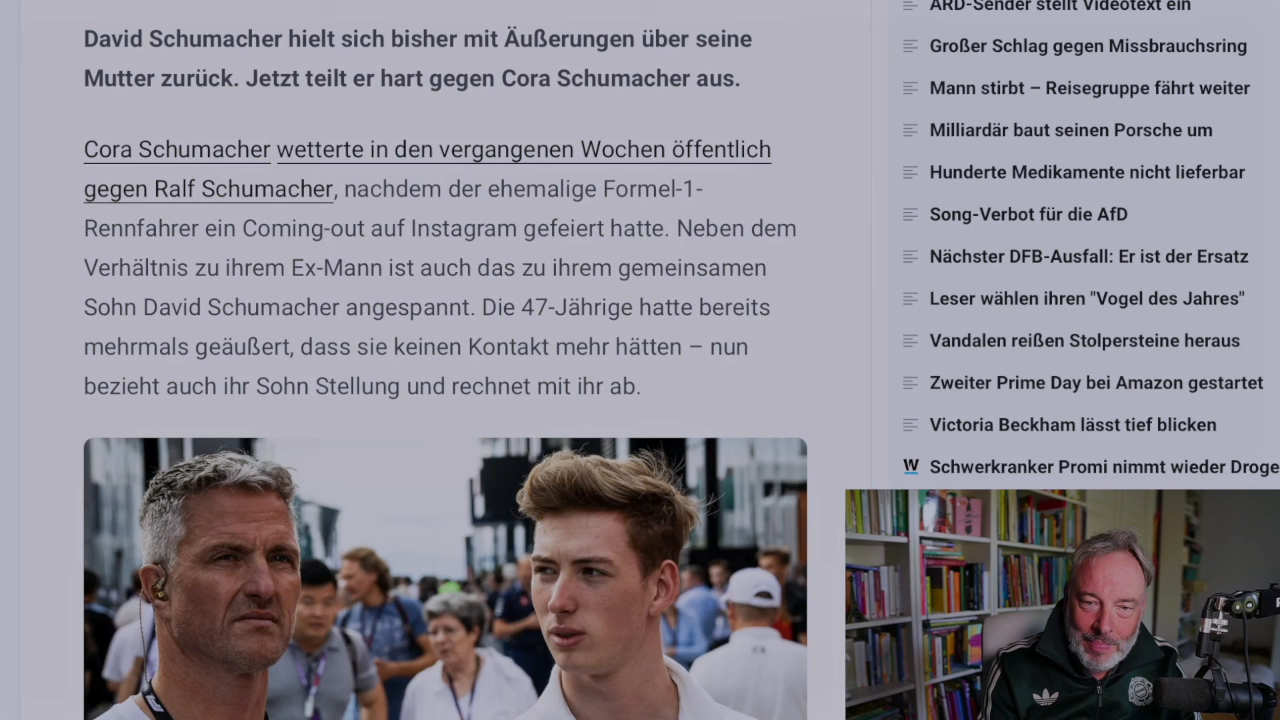 David Schumacher hielt sich bisher mit Äußerungen über seine
Mutter zurück. Jetzt teilt er hart gegen Cora Schumacher aus.
Cora Schumacher wetterte in den vergangenen Wochen öffentlich
gegen Ralf Schumacher, nachdem der ehemalige Formel-1-
Rennfahrer ein Coming-out auf Instagram gefeiert hatte. Neben dem
Verhältnis zu ihrem Ex-Mann ist auch das zu ihrem gemeinsamen
Sohn David Schumacher angespannt. Die 47-Jährige hatte bereits
mehrmals geäußert, dass sie keinen Kontakt mehr hätten – nun
bezieht auch ihr Sohn Stellung und rechnet mit ihr ab.
ARD-Sender stellt Videotext ein
Großer Schlag gegen Missbrauchsring
Mann stirbt – Reisegruppe fährt weiter
Milliardär baut seinen Porsche um
Hunderte Medikamente nicht lieferbar
Song-Verbot für die AfD
Nächster DFB-Ausfall: Er ist der Ersatz
Leser wählen ihren "Vogel des Jahres"
Vandalen reißen Stolpersteine heraus
Zweiter Prime Day bei Amazon gestartet
Victoria Beckham lässt tief blicken
W Schwerkranker Promi nimmt wieder Droge